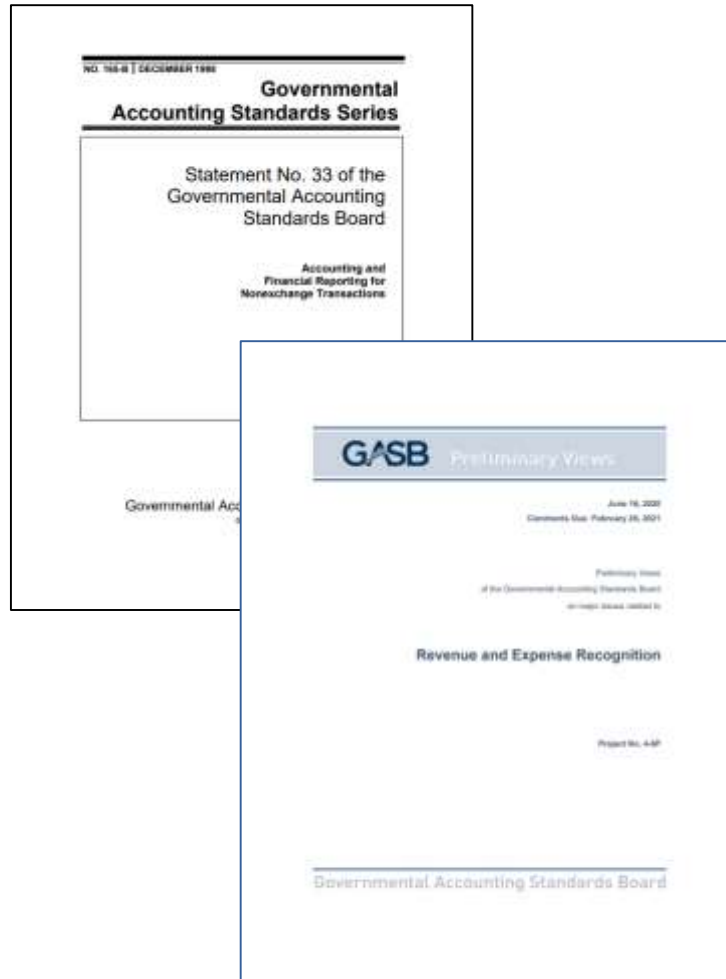 NO. 165-B | DECEMBER 1998
Governmental
Accounting Standards Series
Statement No. 33 of the
Governmental Accounting
Standards Board
Accounting and
Financial Reporting for
Nonexchange Transactions
Governmental Acc
GASB Preliminary Views
June 2020
Comments Due: February 26, 2021
Preliminary Views
of the Governmental Accounting Standards Board
on major issues related to
Revenue and Expense Recognition
Project No. 4-6P
Governmental Accounting Standards Board